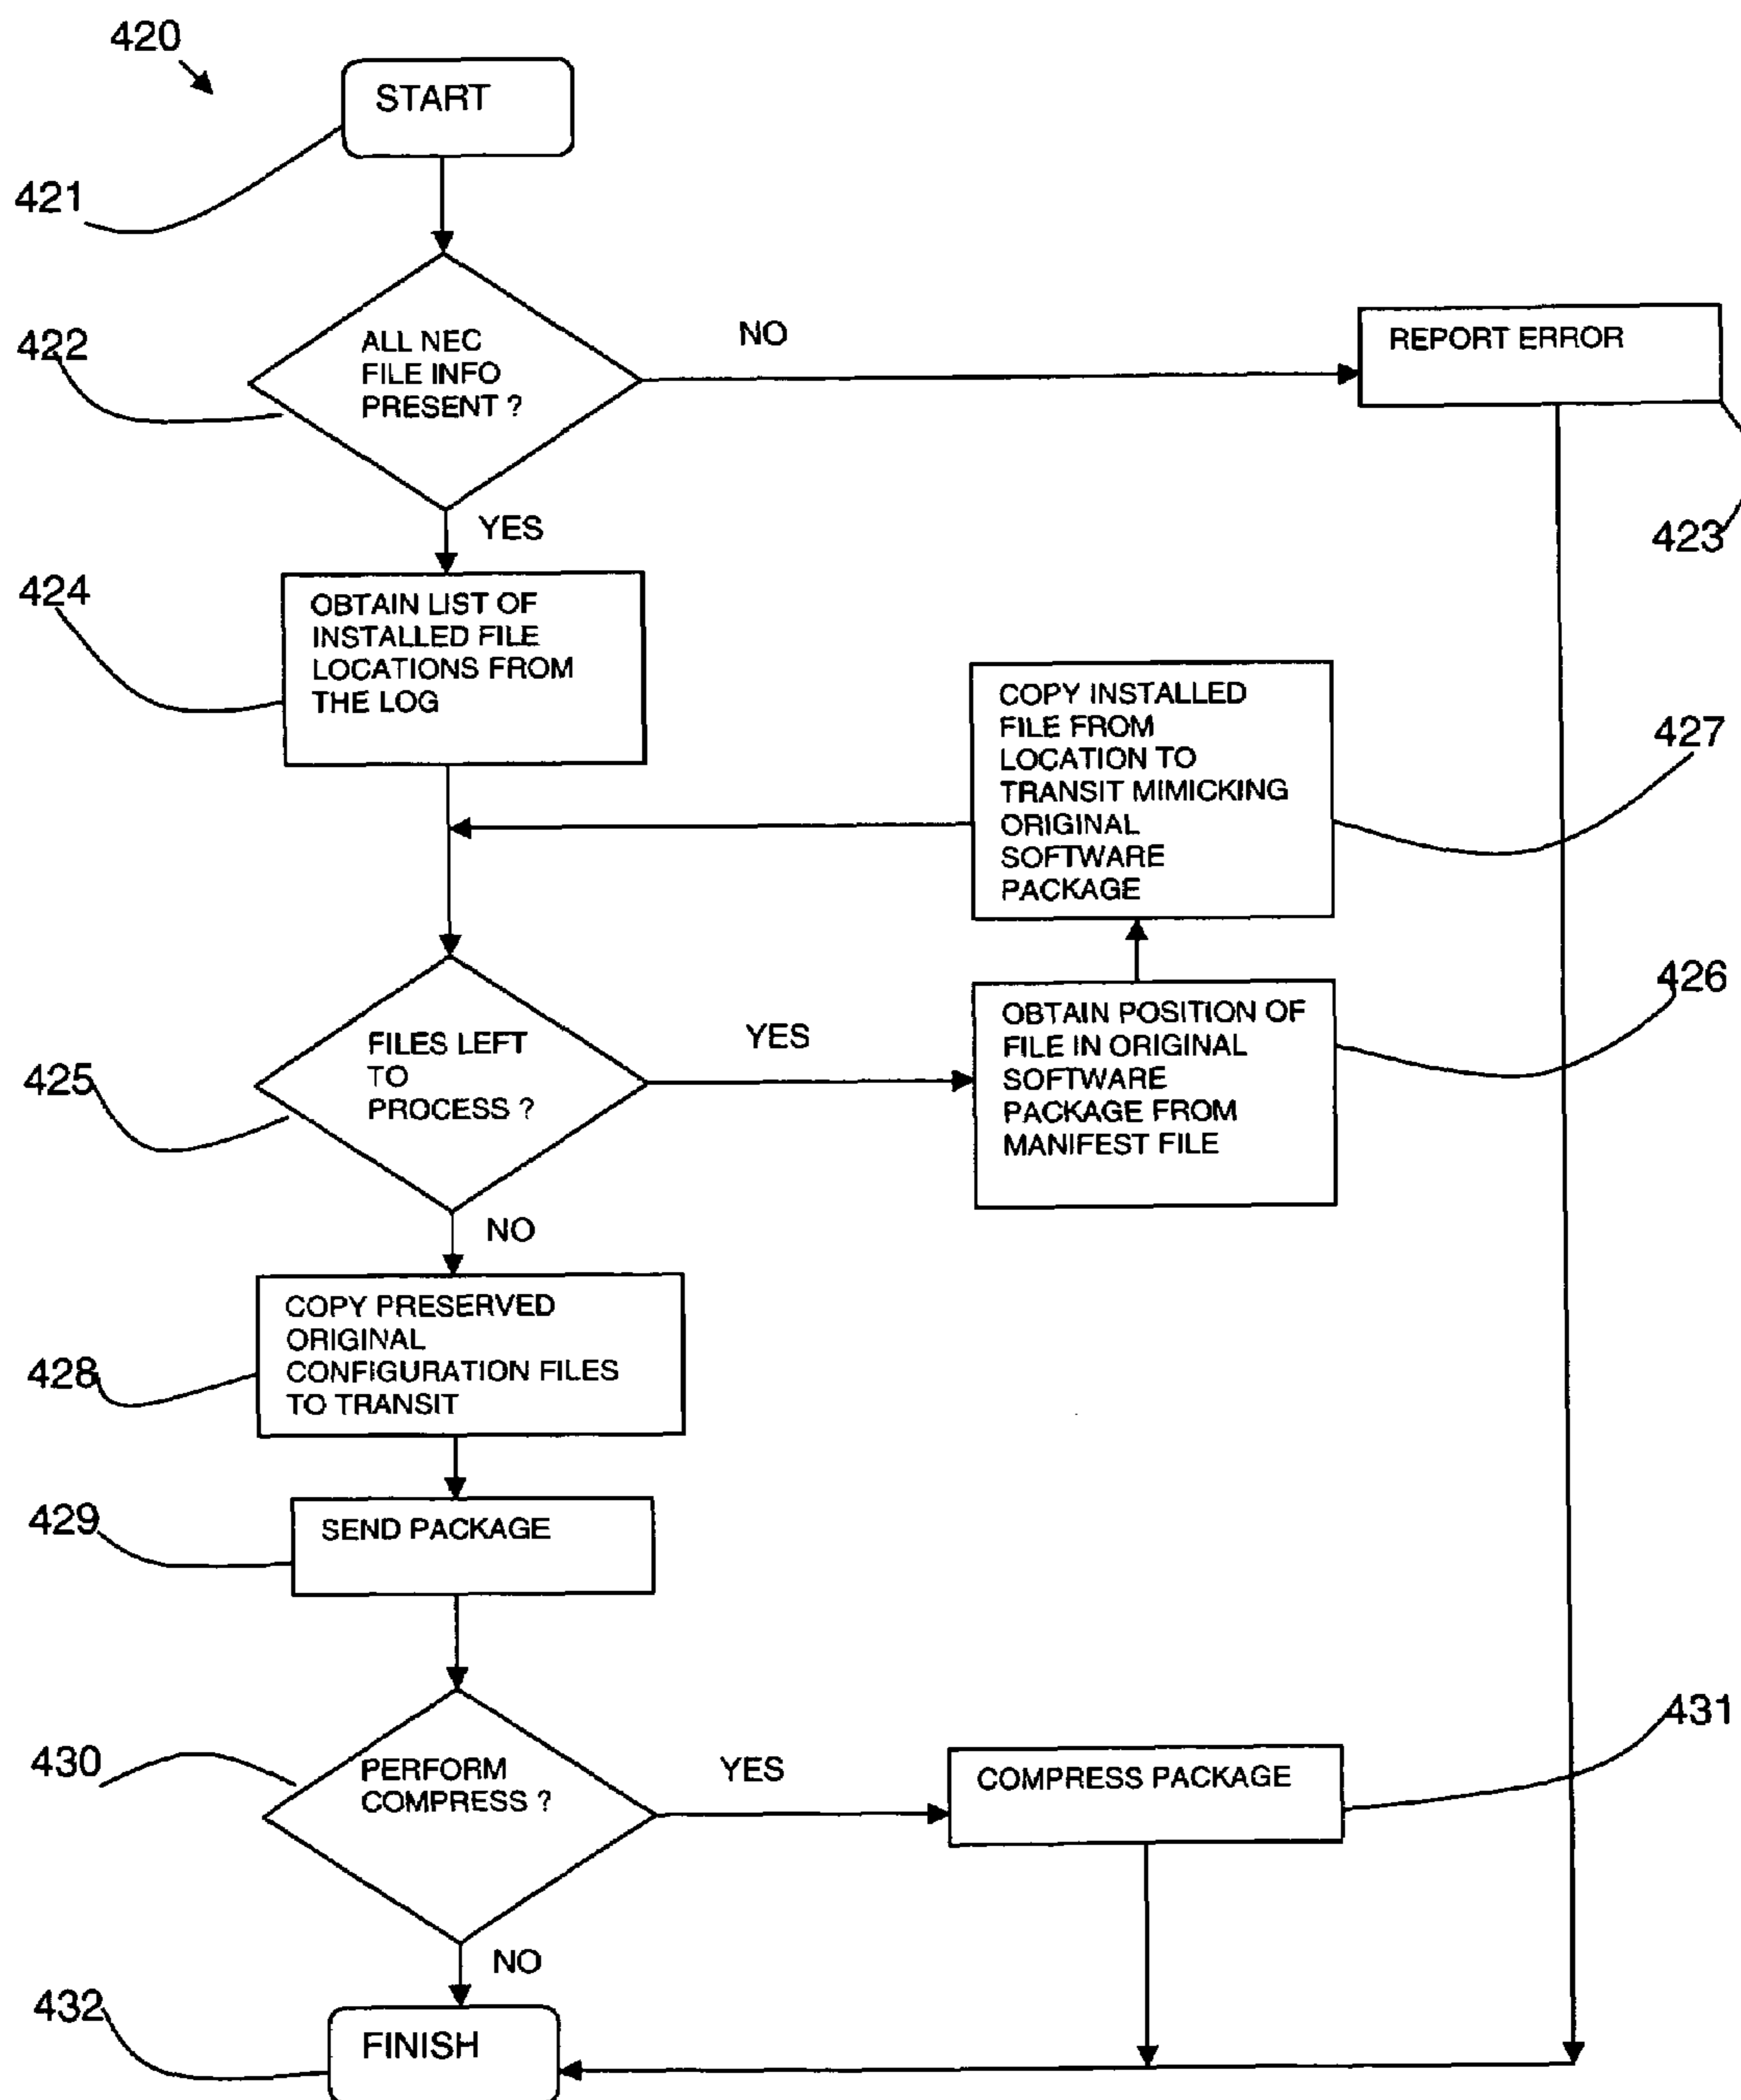 420
START
421
422
ALL NEC
FILE INFO
PRESENT ?
NO
REPORT ERROR
423
YES
424
OBTAIN LIST OF
INSTALLED FILE
LOCATIONS FROM
THE LOG
COPY INSTALLED
FILE FROM
LOCATION TO
TRANSIT MIMICKING
ORIGINAL
SOFTWARE
PACKAGE
427
425
FILES LEFT
TO
PROCESS ?
YES
OBTAIN POSITION OF
FILE IN ORIGINAL
SOFTWARE
PACKAGE FROM
MANIFEST FILE
426
NO
428
COPY PRESERVED
ORIGINAL
CONFIGURATION FILES
TO TRANSIT
429
SEND PACKAGE
430
PERFORM
COMPRESS ?
YES
COMPRESS PACKAGE
431
NO
432
FINISH